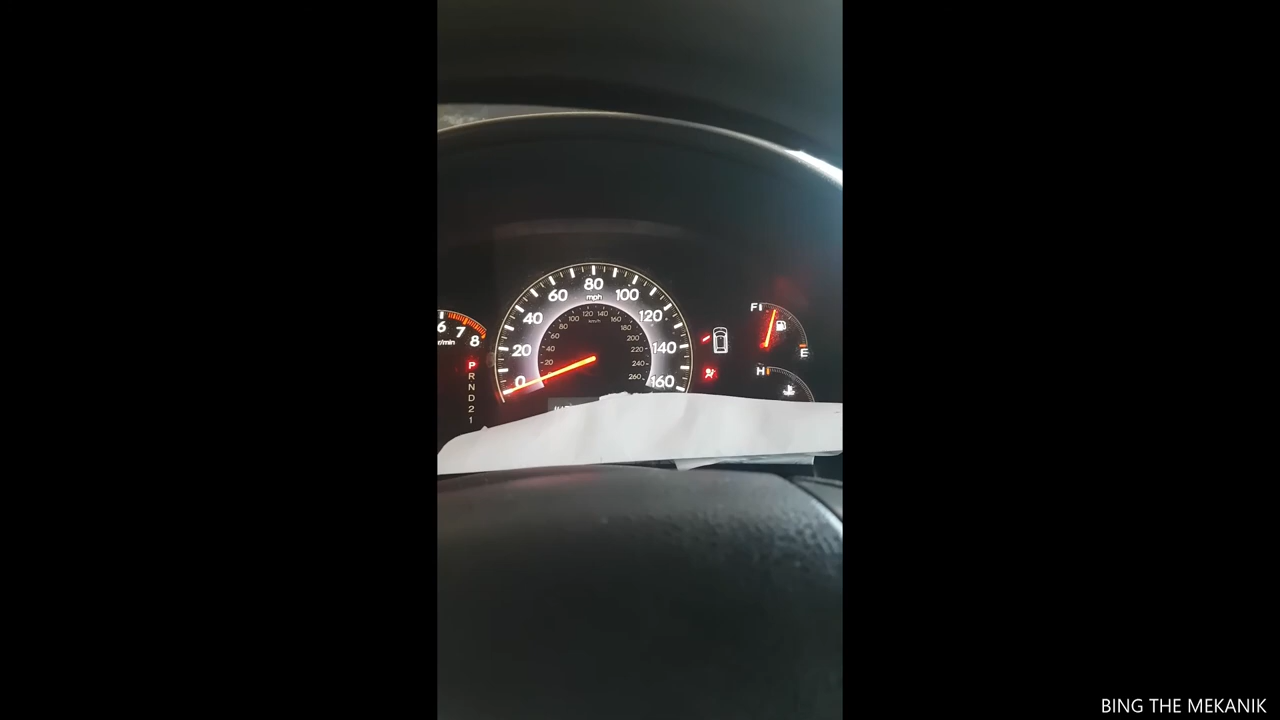 80
60 mph 100
40 120
20 140
0 160
100 120 140 160
80 km/h 180
60 200
40 220
20 240
260
6
7
r/min 8
P
R
N
D
2
1
F
E
H
BING THE MEKANIK